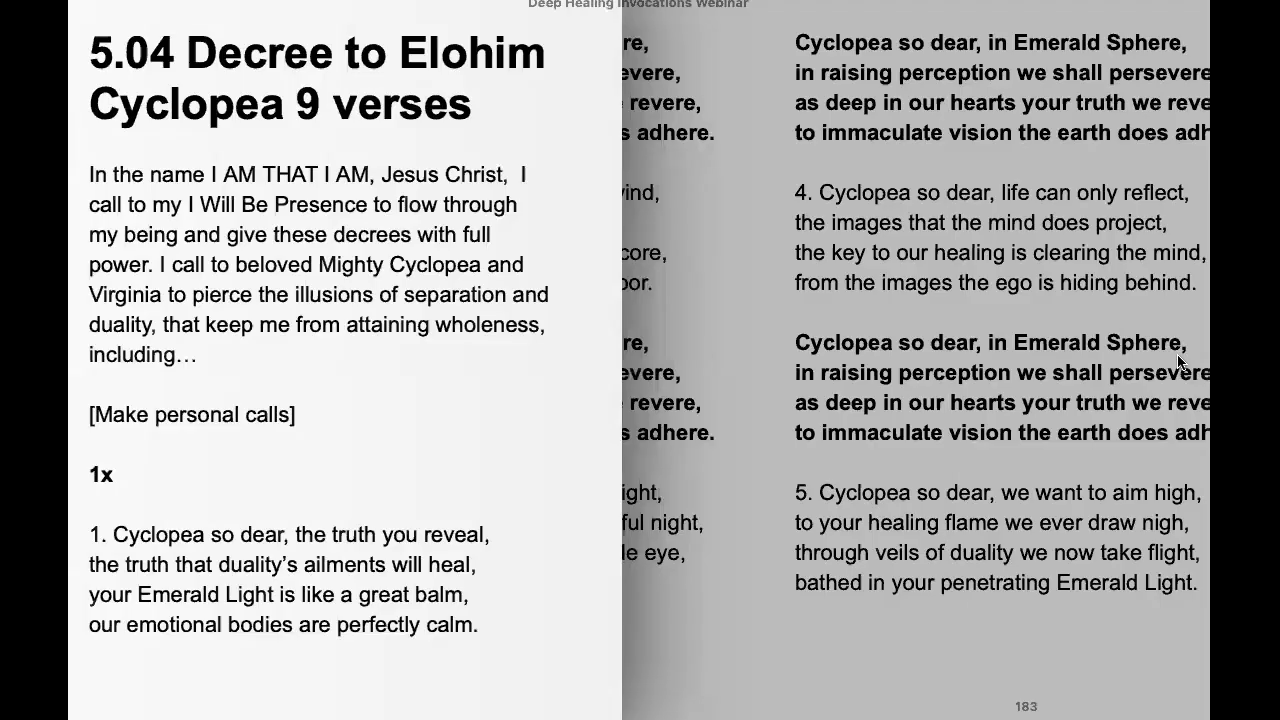 Deep Healing Invocations Webinar
5.04 Decree to Elohim
Cyclopea 9 verses
In the name I AM THAT I AM, Jesus Christ,  I
call to my I Will Be Presence to flow through
my being and give these decrees with full
power. I call to beloved Mighty Cyclopea and
Virginia to pierce the illusions of separation and
duality, that keep me from attaining wholeness,
including…
[Make personal calls]
1x
1. Cyclopea so dear, the truth you reveal,
the truth that duality’s ailments will heal,
your Emerald Light is like a great balm,
our emotional bodies are perfectly calm.
revere,
s adhere.
core,
revere,
s adhere.
ight,
ful night,
eye,
Cyclopea so dear, in Emerald Sphere,
in raising perception we shall persevere
as deep in our hearts your truth we reve
to immaculate vision the earth does adh
4. Cyclopea so dear, life can only reflect,
the images that the mind does project,
the key to our healing is clearing the mind,
from the images the ego is hiding behind.
Cyclopea so dear, in Emerald Sphere,
in raising perception we shall persevere
as deep in our hearts your truth we reve
to immaculate vision the earth does adh
5. Cyclopea so dear, we want to aim high,
to your healing flame we ever draw nigh,
through veils of duality we now take flight,
bathed in your penetrating Emerald Light.
183